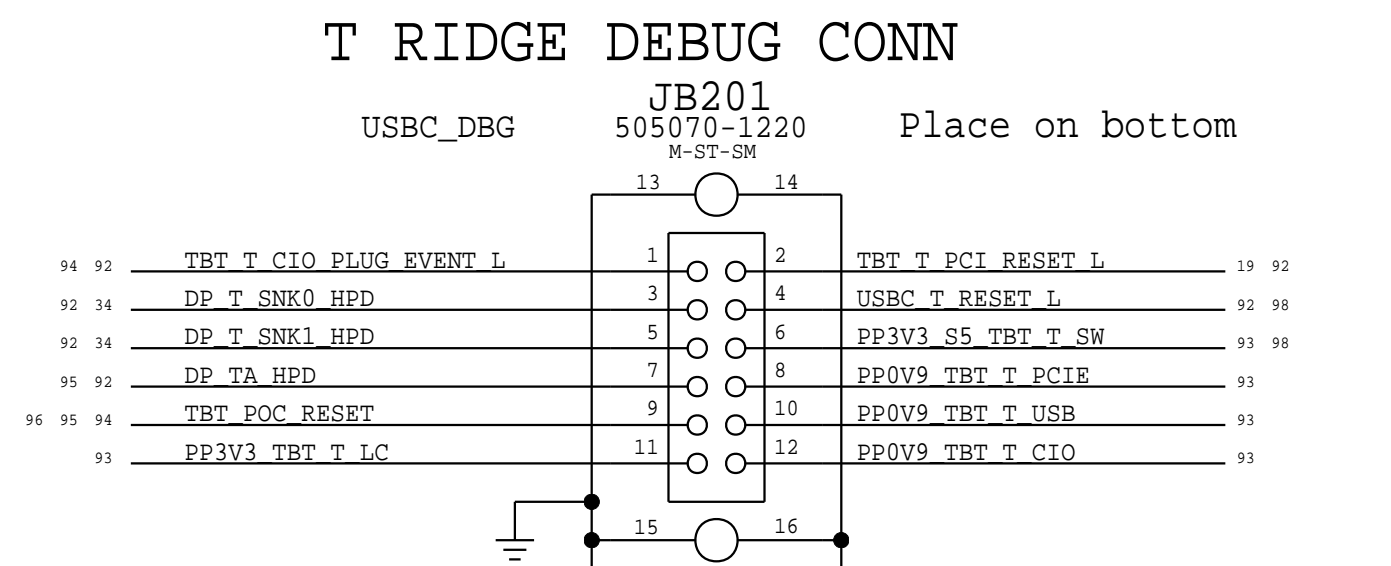 T RIDGE DEBUG CONN
JB201
USBC_DBG 505070-1220 Place on bottom
M-ST-SM
13 14
94 92 TBT_T_CIO_PLUG_EVENT_L 1 2 TBT_T_PCI_RESET_L 19 92
92 34 DP_T_SNK0_HPD 3 4 USBC_T_RESET_L 92 98
92 34 DP_T_SNK1_HPD 5 6 PP3V3_S5_TBT_T_SW 93 98
95 92 DP_TA_HPD 7 8 PP0V9_TBT_T_PCIE 93
96 95 94 TBT_POC_RESET 9 10 PP0V9_TBT_T_USB 93
93 PP3V3_TBT_T_LC 11 12 PP0V9_TBT_T_CIO 93
15 16